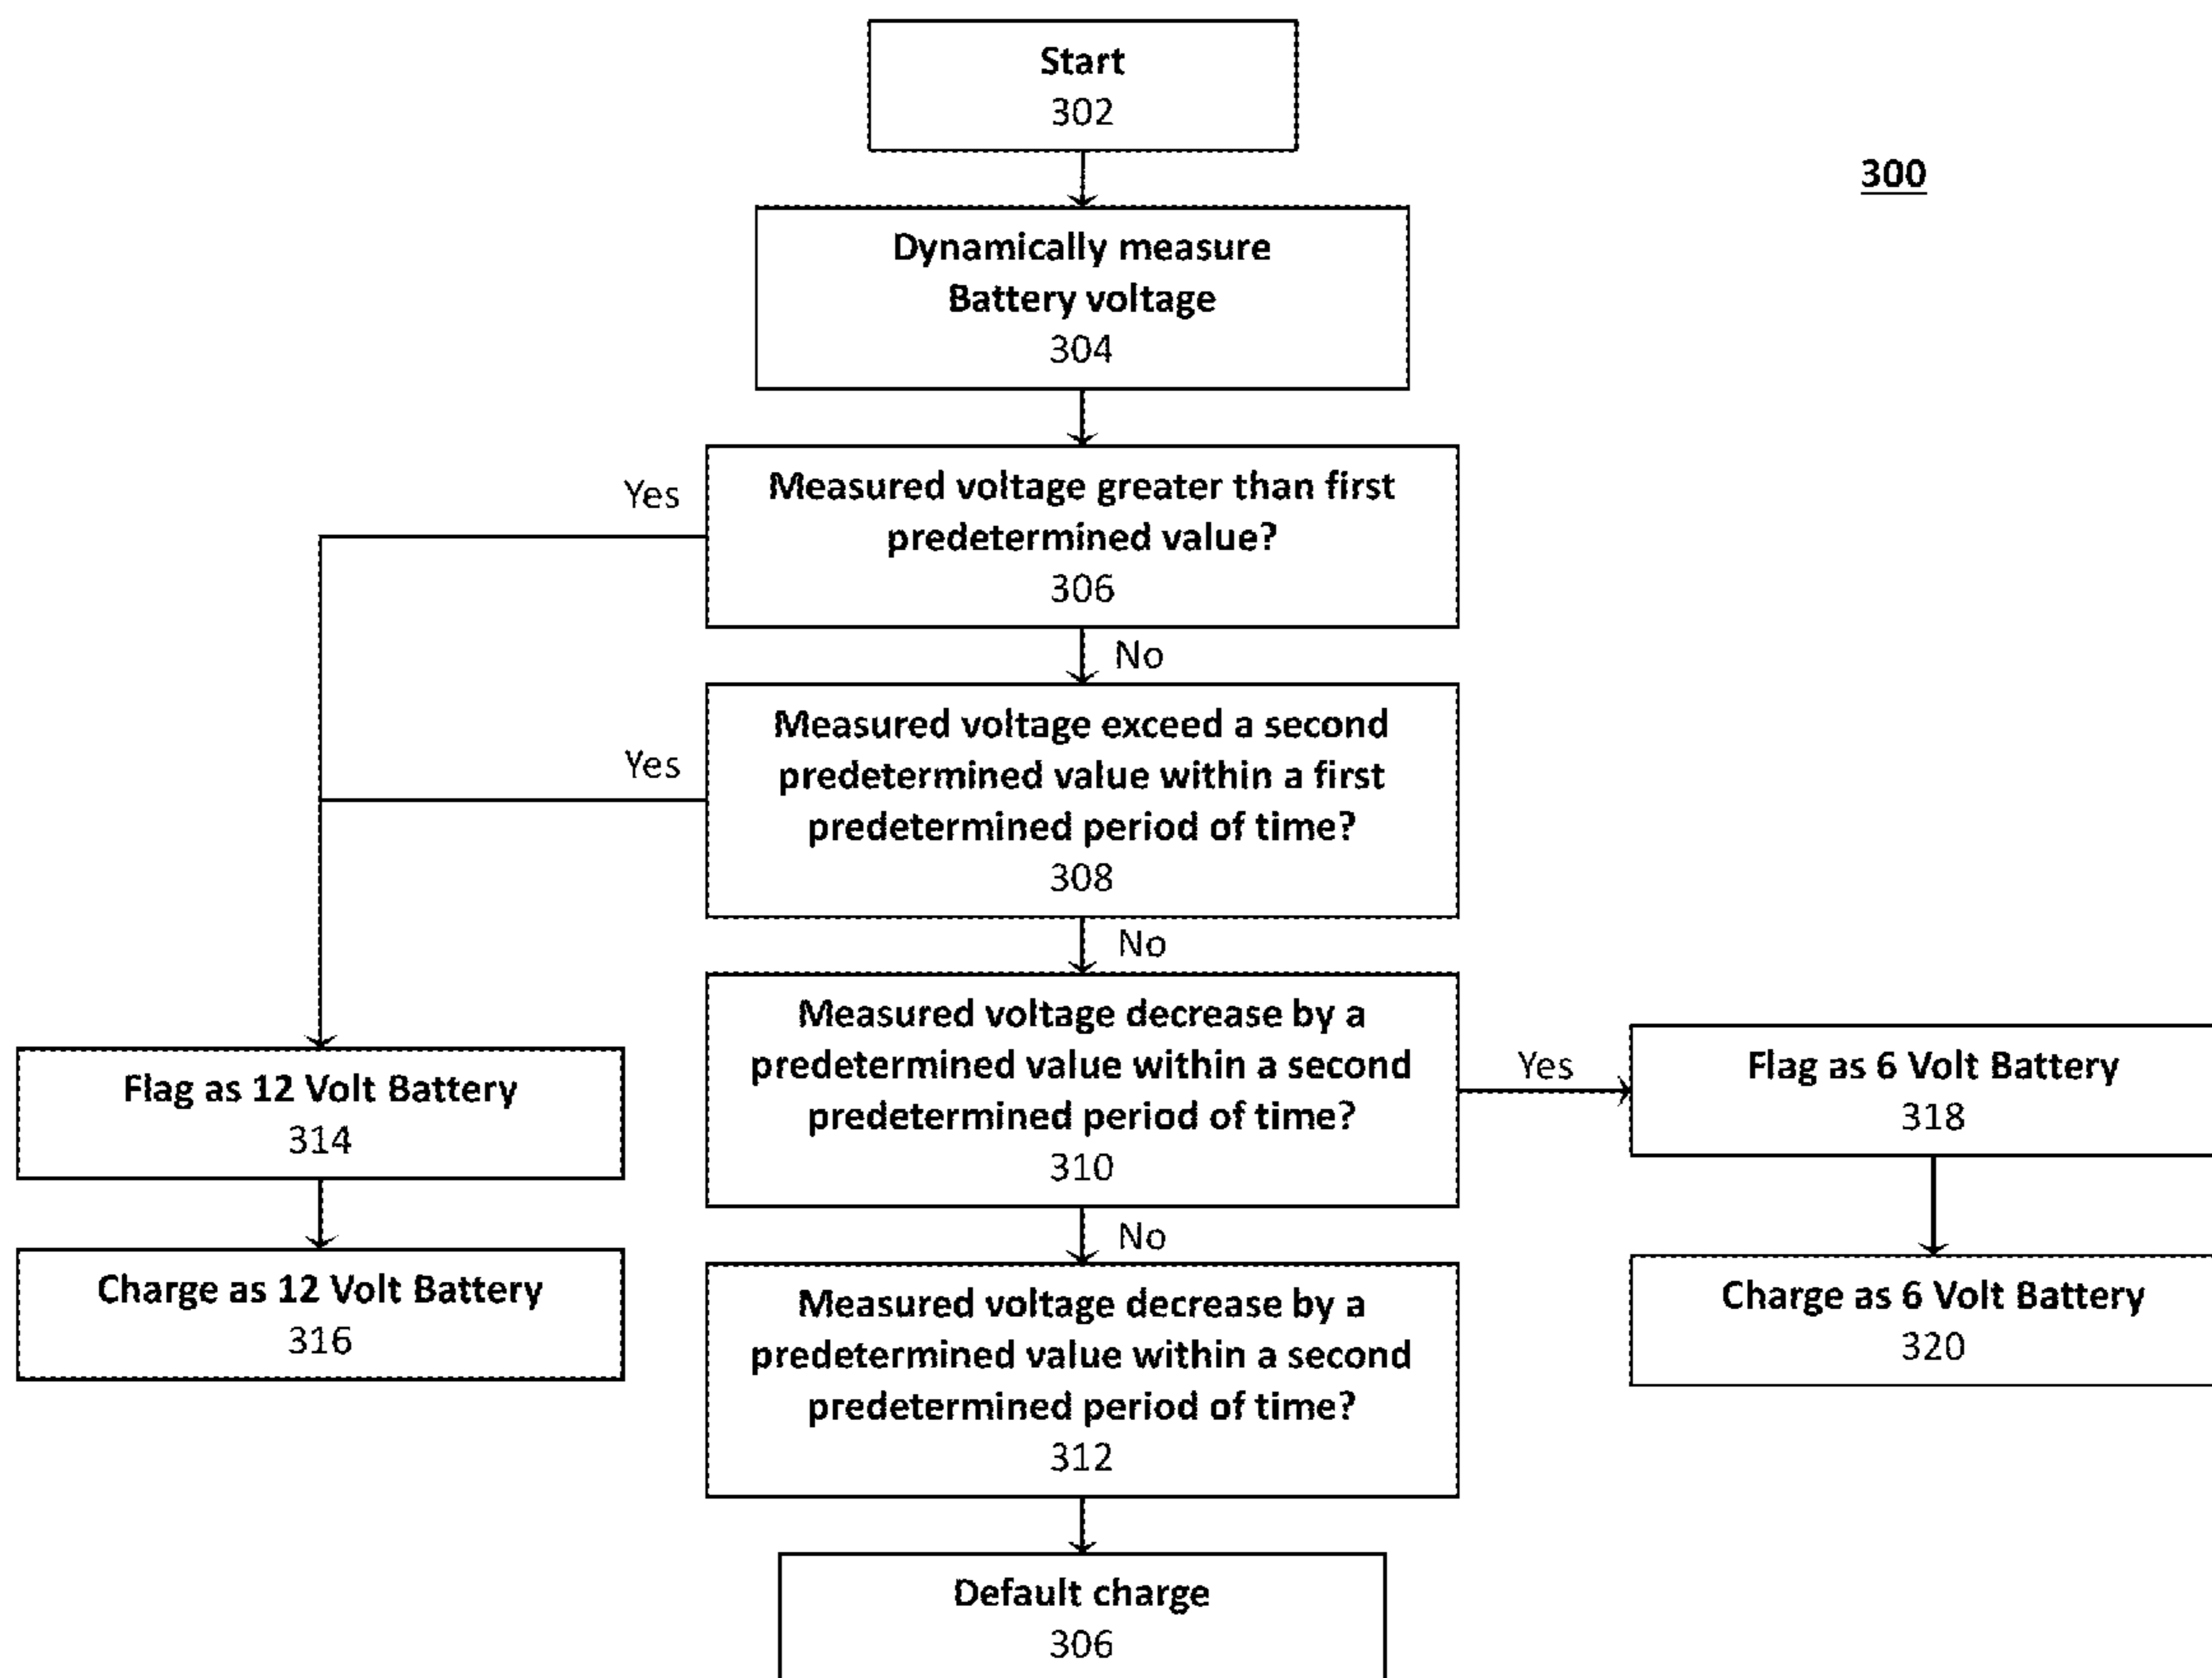 Start
302
300
Dynamically measure
Battery voltage
304
Yes
Measured voltage greater than first
predetermined value?
306
No
Yes
Measured voltage exceed a second
predetermined value within a first
predetermined period of time?
308
No
Measured voltage decrease by a
predetermined value within a second
predetermined period of time?
310
Yes
Flag as 6 Volt Battery
318
Flag as 12 Volt Battery
314
No
Charge as 12 Volt Battery
316
Measured voltage decrease by a
predetermined value within a second
predetermined period of time?
312
Charge as 6 Volt Battery
320
Default charge
306